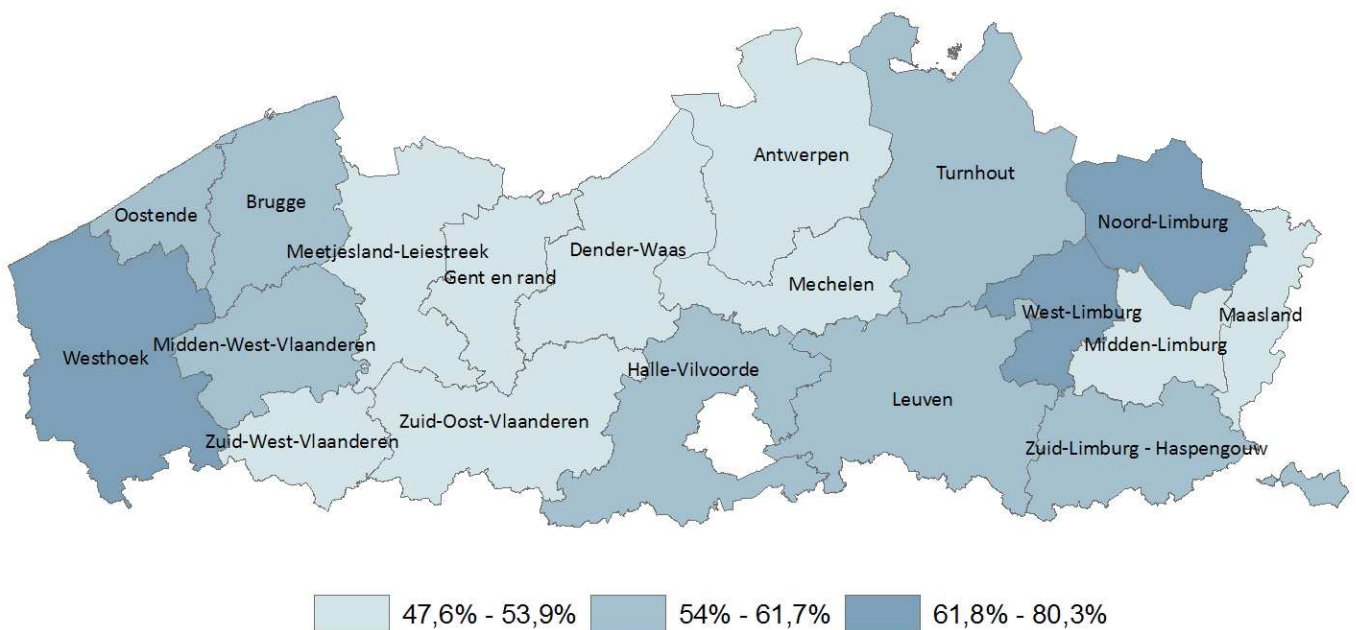 Antwerpen
Turnhout
Oostende
Brugge
Noord-Limburg
Meetjesland-Leiestreek
Gent en rand
Dender-Waas
Mechelen
West-Limburg
Maasland
Westhoek
Midden-West-Vlaanderen
Midden-Limburg
Halle-Vilvoorde
Leuven
Zuid-West-Vlaanderen
Zuid-Oost-Vlaanderen
Zuid-Limburg - Haspengouw
47,6% - 53,9% 54% - 61,7% 61,8% - 80,3%